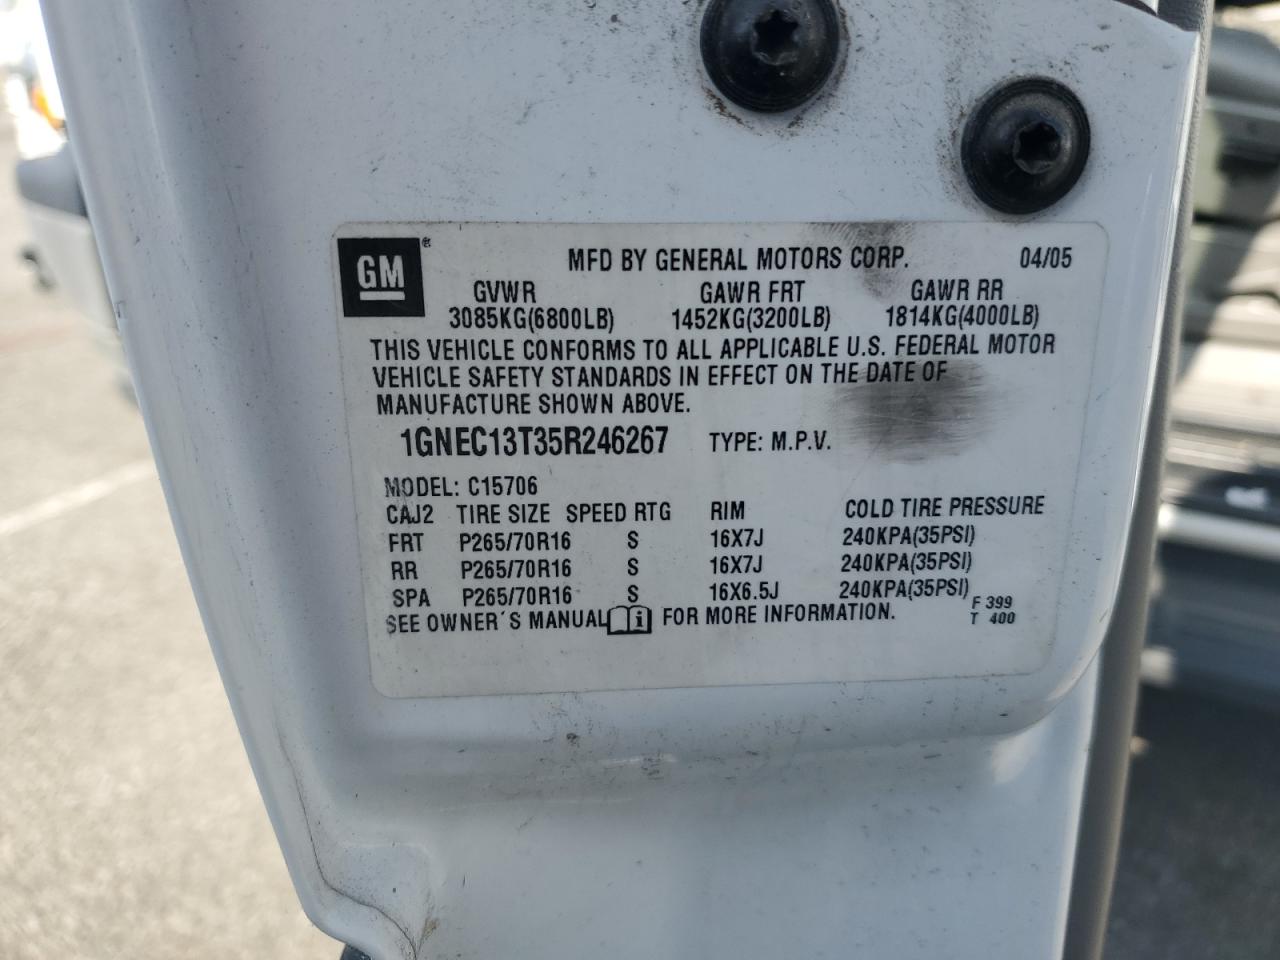 GM®
MFD BY GENERAL MOTORS CORP. 04/05
GVWR GAWR FRT GAWR RR
3085KG(6800LB) 1452KG(3200LB) 1814KG(4000LB)
THIS VEHICLE CONFORMS TO ALL APPLICABLE U.S. FEDERAL MOTOR
VEHICLE SAFETY STANDARDS IN EFFECT ON THE DATE OF
MANUFACTURE SHOWN ABOVE.
1GNEC13T35R246267 TYPE: M.P.V.
MODEL: C15706
CAJ2 TIRE SIZE SPEED RTG RIM COLD TIRE PRESSURE
FRT P265/70R16 S 16X7J 240KPA(35PSI)
RR P265/70R16 S 16X7J 240KPA(35PSI)
SPA P265/70R16 S 16X6.5J 240KPA(35PSI)
SEE OWNER'S MANUAL i FOR MORE INFORMATION.
F 399
T 400